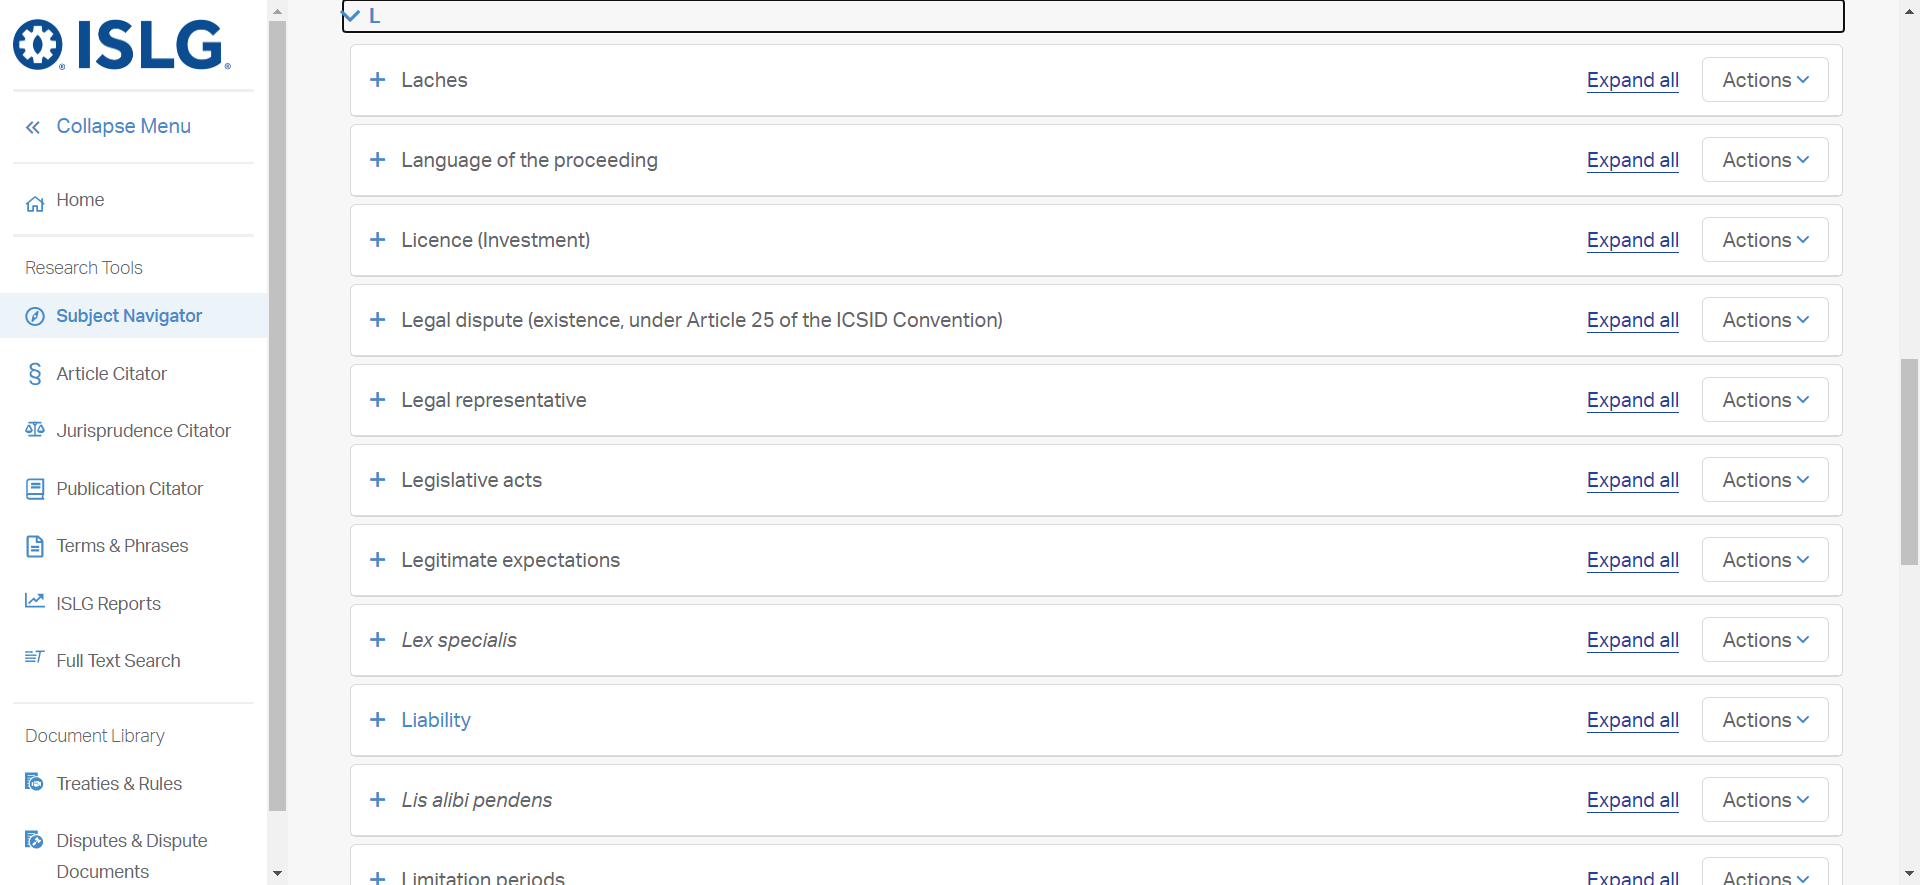 ISLG
Collapse Menu
Home
Research Tools
Subject Navigator
Article Citator
Jurisprudence Citator
Publication Citator
Terms & Phrases
ISLG Reports
Full Text Search
Document Library
Treaties & Rules
Disputes & Dispute
Documents
L
Laches Expand all Actions
Language of the proceeding Expand all Actions
Licence (Investment) Expand all Actions
Legal dispute (existence, under Article 25 of the ICSID Convention) Expand all Actions
Legal representative Expand all Actions
Legislative acts Expand all Actions
Legitimate expectations Expand all Actions
Lex specialis Expand all Actions
Liability Expand all Actions
Lis alibi pendens Expand all Actions
Limitation periods Expand all Actions